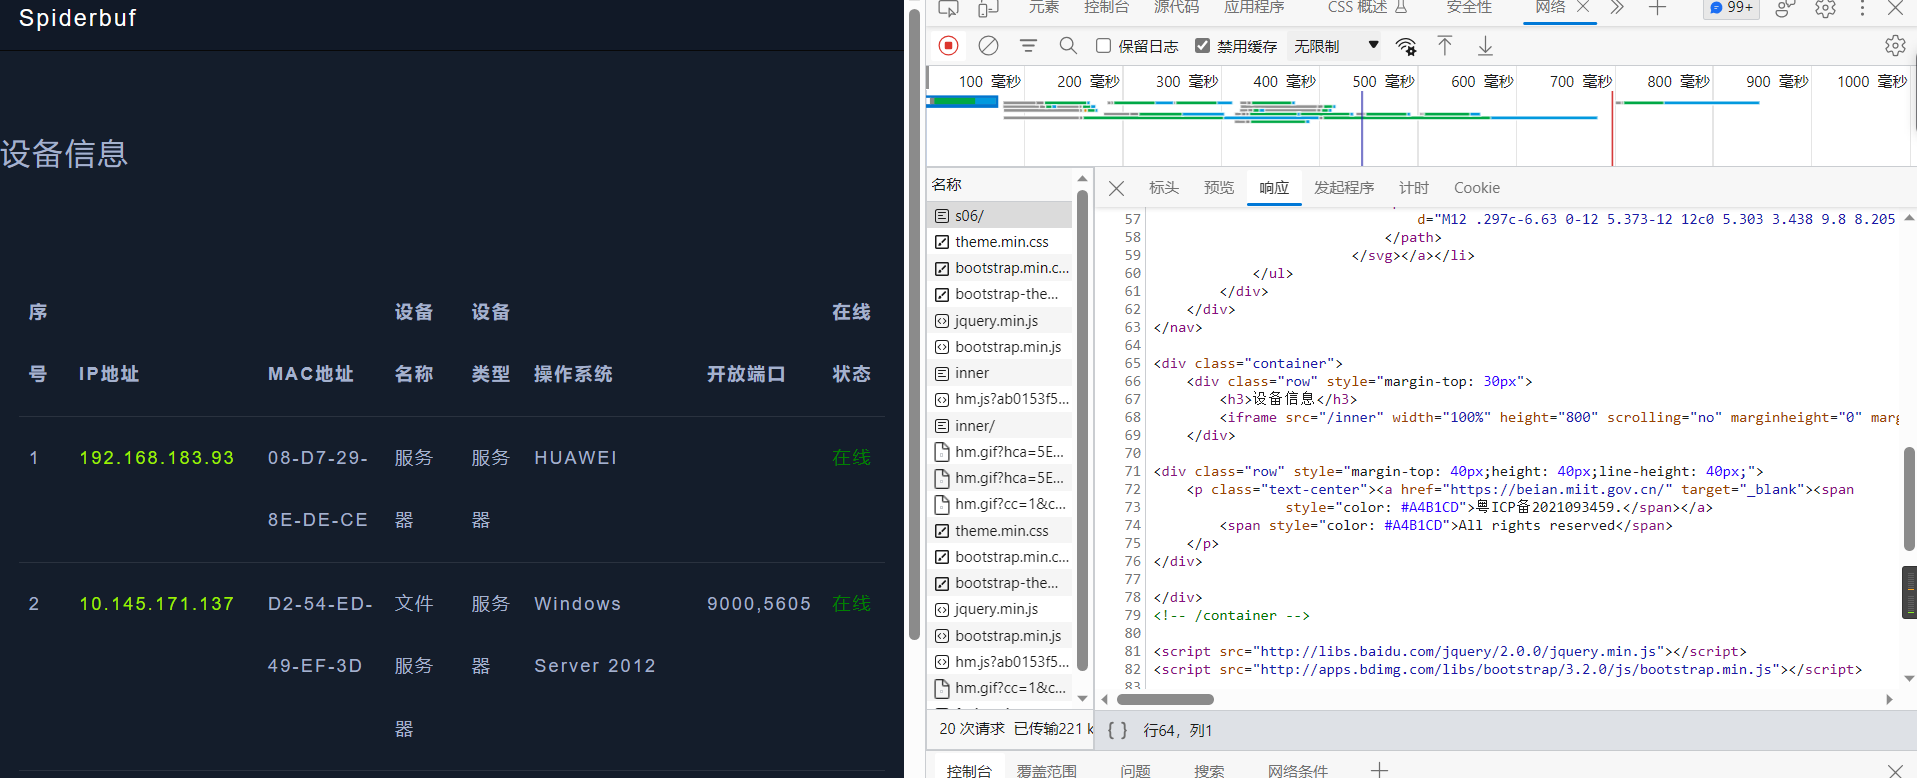 Spiderbuf
设备信息
序号 IP地址 MAC地址 设备名称 设备类型 操作系统 开放端口 在线状态
1 192.168.183.93 08-D7-29-8E-DE-CE 服务器 服务器 HUAWEI 在线
2 10.145.171.137 D2-54-ED-49-EF-3D 文件服务器 服务器 Windows Server 2012 9000,5605 在线
元素 控制台 源代码 应用程序 CSS 概述 安全性 网络 99+
保留日志 禁用缓存 无限制
100 毫秒 200 毫秒 300 毫秒 400 毫秒 500 毫秒 600 毫秒 700 毫秒 800 毫秒 900 毫秒 1000 毫秒
名称
s06/
theme.min.css
bootstrap.min.c...
bootstrap-the...
jquery.min.js
bootstrap.min.js
inner
hm.js?ab0153f5...
inner/
hm.gif?hca=5E...
hm.gif?hca=5E...
hm.gif?cc=1&c...
theme.min.css
bootstrap.min.c...
bootstrap-the...
jquery.min.js
bootstrap.min.js
hm.js?ab0153f5...
hm.gif?cc=1&c...
20 次请求 已传输221 k
标头 预览 响应 发起程序 计时 Cookie
57 d="M12 .297c-6.63 0-12 5.373-12 12c0 5.303 3.438 9.8 8.205
58 </path>
59 </svg></a></li>
60 </ul>
61 </div>
62 </div>
63 </nav>
64
65 <div class="container">
66 <div class="row" style="margin-top: 30px">
67 <h3>设备信息</h3>
68 <iframe src="/inner" width="100%" height="800" scrolling="no" marginheight="0" marg
69 </div>
70
71 <div class="row" style="margin-top: 40px;height: 40px;line-height: 40px;">
72 <p class="text-center"><a href="https://beian.miit.gov.cn/" target="_blank"><span
73 style="color: #A4B1CD">粤ICP备2021093459.</span></a>
74 <span style="color: #A4B1CD">All rights reserved</span>
75 </p>
76 </div>
77
78 </div>
79 <!-- /container -->
80
81 <script src="http://libs.baidu.com/jquery/2.0.0/jquery.min.js"></script>
82 <script src="http://apps.bdimg.com/libs/bootstrap/3.2.0/js/bootstrap.min.js"></script>
83
{ } 行64，列1
控制台 覆盖范围 问题 搜索 网络条件